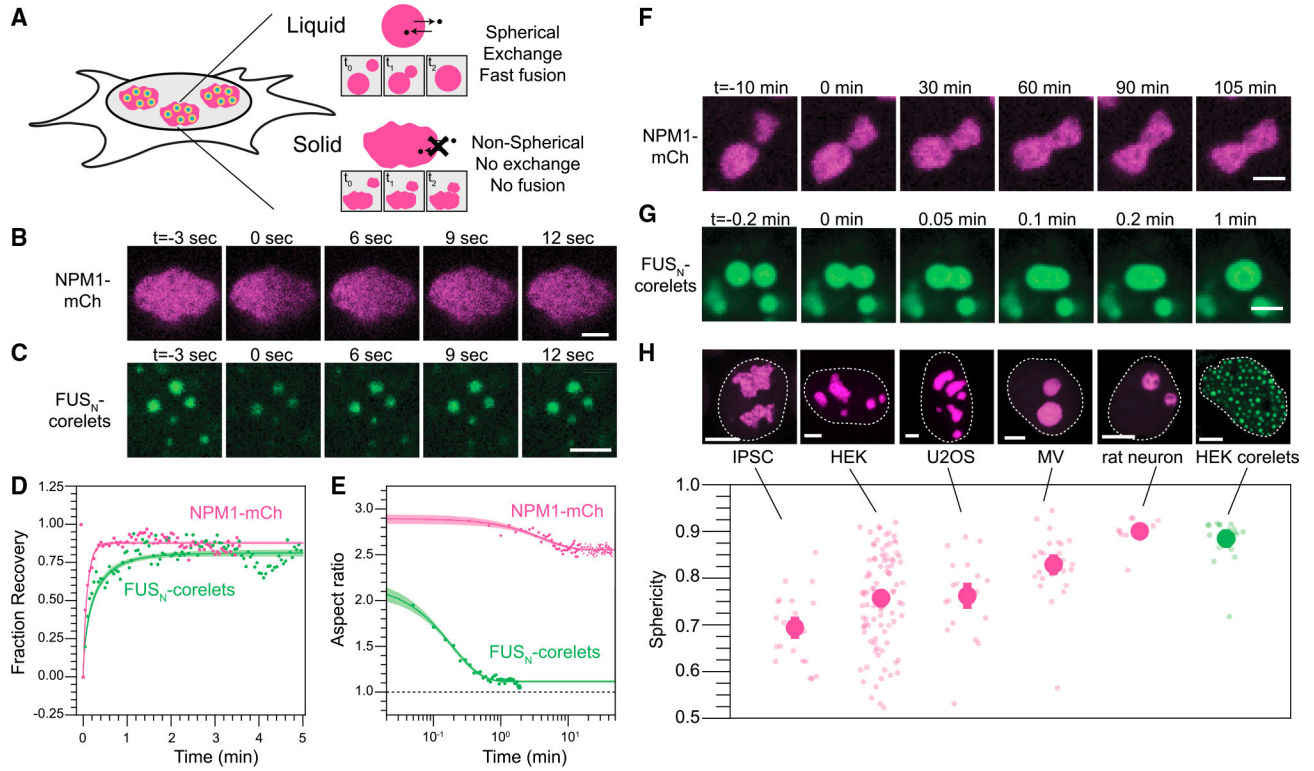 A
Liquid
Spherical
Exchange
Fast fusion
t0
t1
t2
Solid
Non-Spherical
No exchange
No fusion
t0
t1
t2
B
t=-3 sec 0 sec 6 sec 9 sec 12 sec
NPM1-
mCh
C
t=-3 sec 0 sec 6 sec 9 sec 12 sec
FUSN-
corelets
D
1.25
1.00
0.75
0.50
0.25
0.00
-0.25
Fraction Recovery
NPM1-mCh
FUSN-corelets
0 1 2 3 4 5
Time (min)
E
3.0
2.5
2.0
1.5
1.0
Aspect ratio
NPM1-mCh
FUSN-corelets
10-1 100 101
Time (min)
F
t=-10 min 0 min 30 min 60 min 90 min 105 min
NPM1-
mCh
G
t=-0.2 min 0 min 0.05 min 0.1 min 0.2 min 1 min
FUSN-
corelets
H
IPSC HEK U2OS MV rat neuron HEK corelets
1.0
0.9
0.8
0.7
0.6
0.5
Sphericity